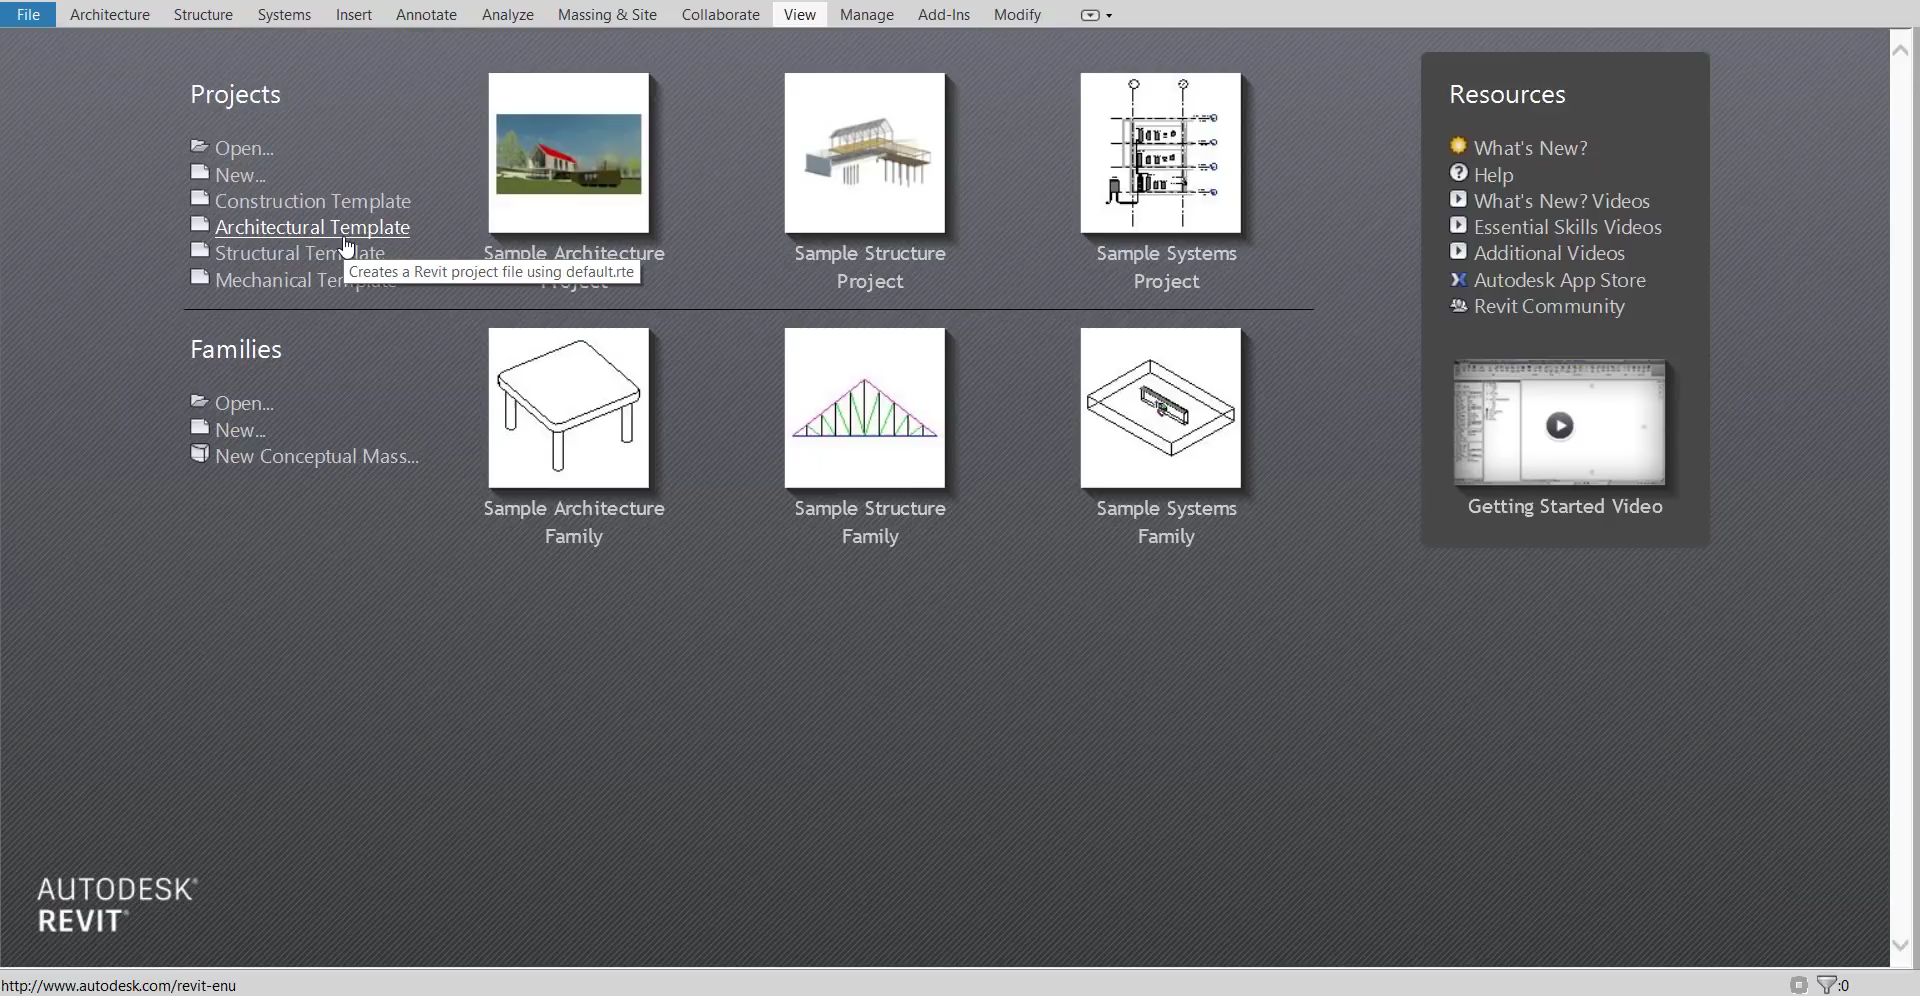 File Architecture Structure Systems Insert Annotate Analyze Massing & Site Collaborate View Manage Add-Ins Modify
Projects
Open...
New...
Construction Template
Architectural Template
Structural Template
Mechanical Template
Creates a Revit project file using default.rte
Sample Architecture
Project
Sample Structure
Project
Sample Systems
Project
Families
Open...
New...
New Conceptual Mass...
Sample Architecture
Family
Sample Structure
Family
Sample Systems
Family
Resources
What's New?
Help
What's New? Videos
Essential Skills Videos
Additional Videos
Autodesk App Store
Revit Community
Getting Started Video
AUTODESK®
REVIT®
http://www.autodesk.com/revit-enu
:0